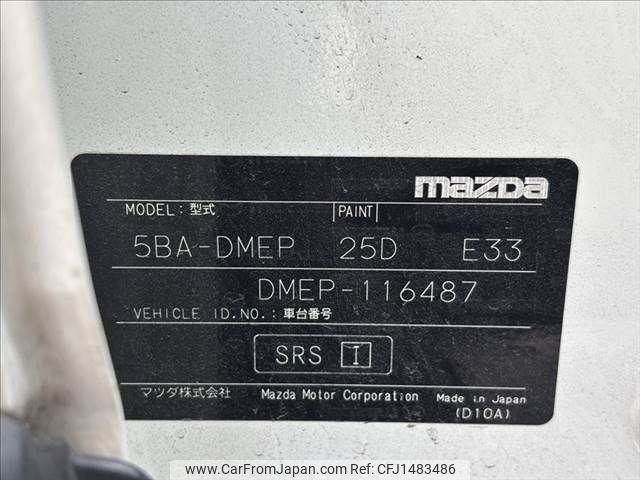 mazda
MODEL : 型式 PAINT
5BA-DMEP 25D E33
DMEP-116487
VEHICLE ID.NO. : 車台番号
SRS I
マツダ株式会社 Mazda Motor Corporation Made in Japan
(D10A)
www.CarFromJapan.com | REF No: CFJ1483486